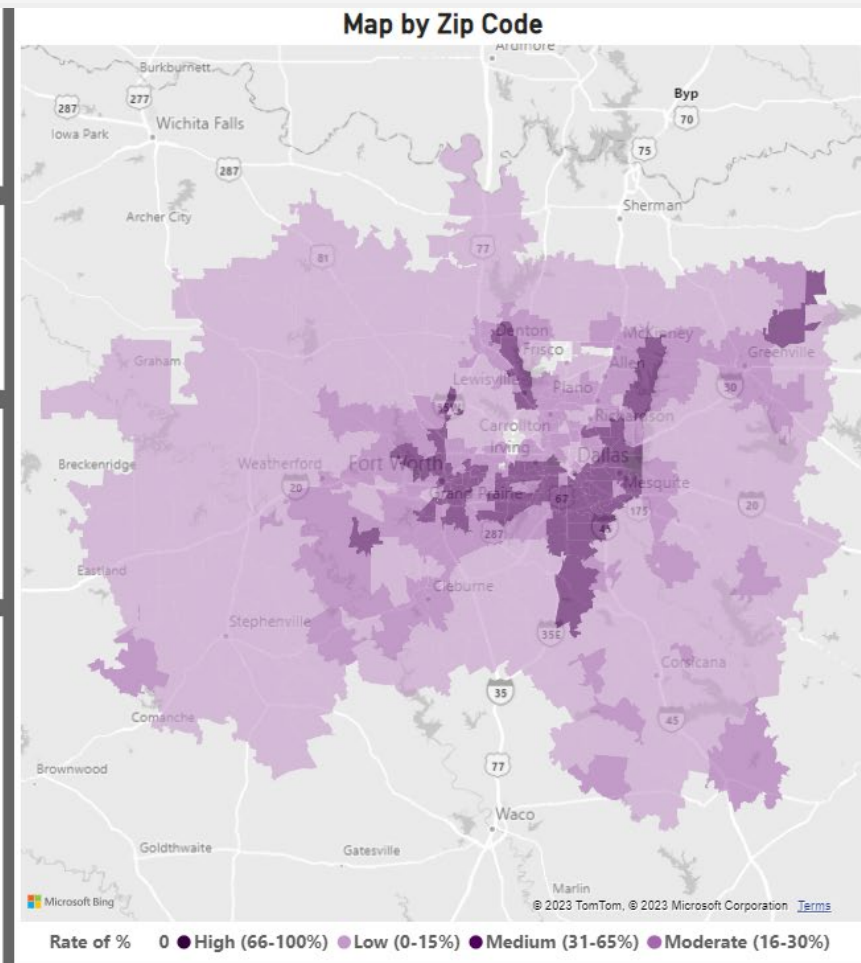 Map by Zip Code
Ardmore
Burkburnett
277
287
Byp
70
Iowa Park
Wichita Falls
75
287
Archer City
Sherman
77
81
Denton
McKinney
Frisco
Greenville
Graham
Allen
Lewisville
Plano
30
Richardson
Carrollton
Irving
Dallas
Breckenridge
Weatherford
Fort Worth
20
Grand Prairie
67
Mesquite
20
175
45
287
Eastland
Cleburne
Stephenville
35E
Corsicana
35
45
Comanche
77
Brownwood
Waco
Goldthwaite
Gatesville
Marlin
Microsoft Bing
© 2023 TomTom, © 2023 Microsoft Corporation Terms
Rate of % 0 High (66-100%) Low (0-15%) Medium (31-65%) Moderate (16-30%)